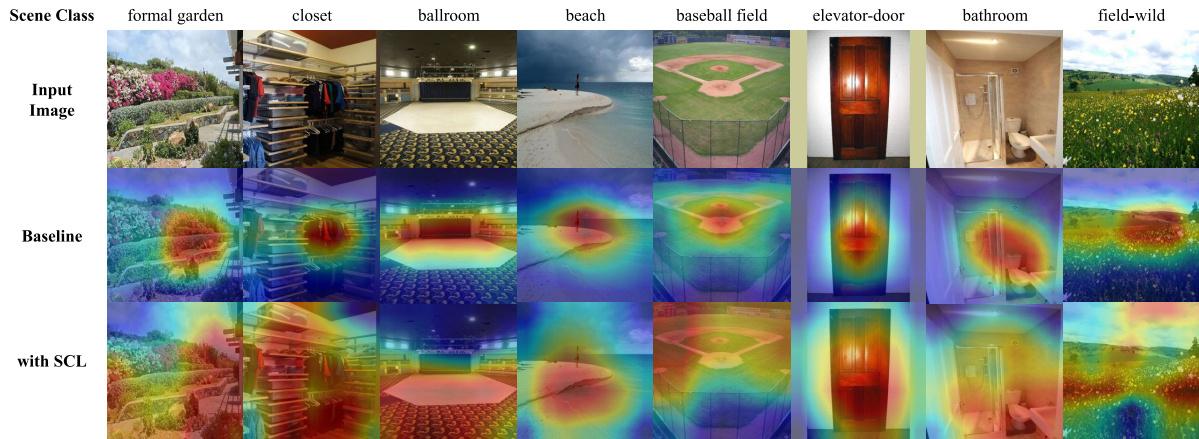 Scene Class formal garden closet ballroom beach baseball field elevator-door bathroom field-wild
Input
Image
Baseline
with SCL